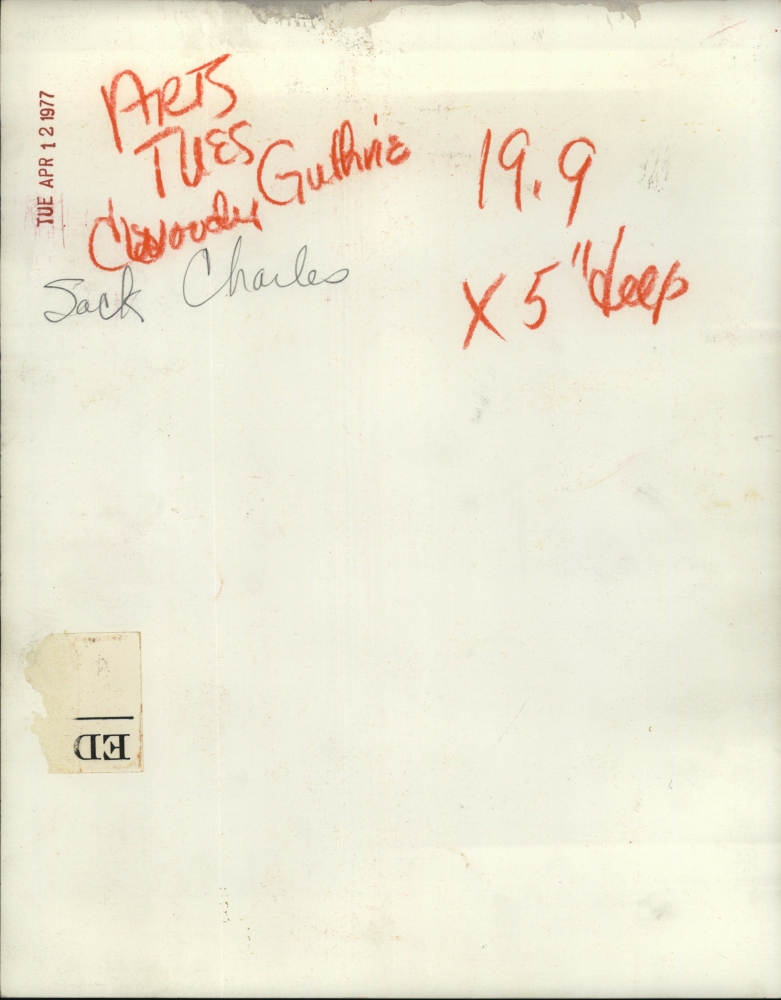 TUE APR 12 1977
ARTS
TUES
Guthrie
Sack Charles
19.9
X 5" deep
ED